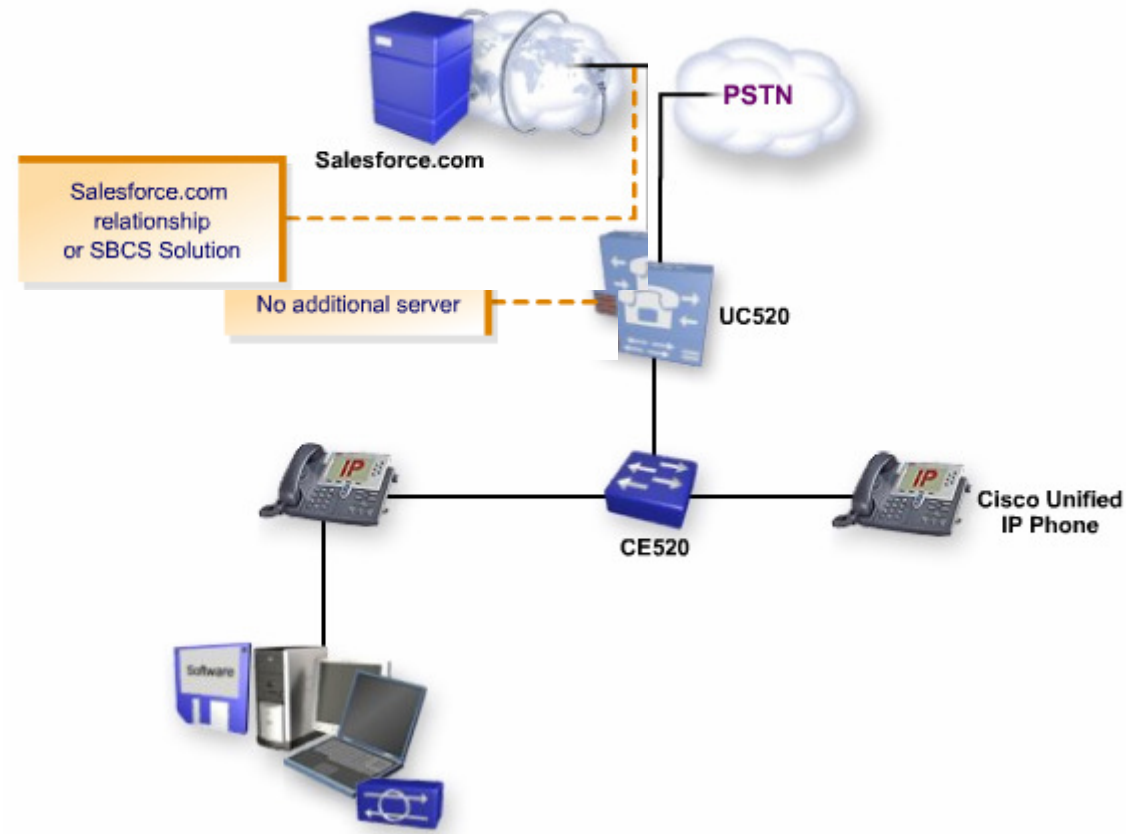 PSTN
Salesforce.com
Salesforce.com
relationship
or SBCS Solution
No additional server
UC520
IP
IP
Cisco Unified
IP Phone
CE520
Software